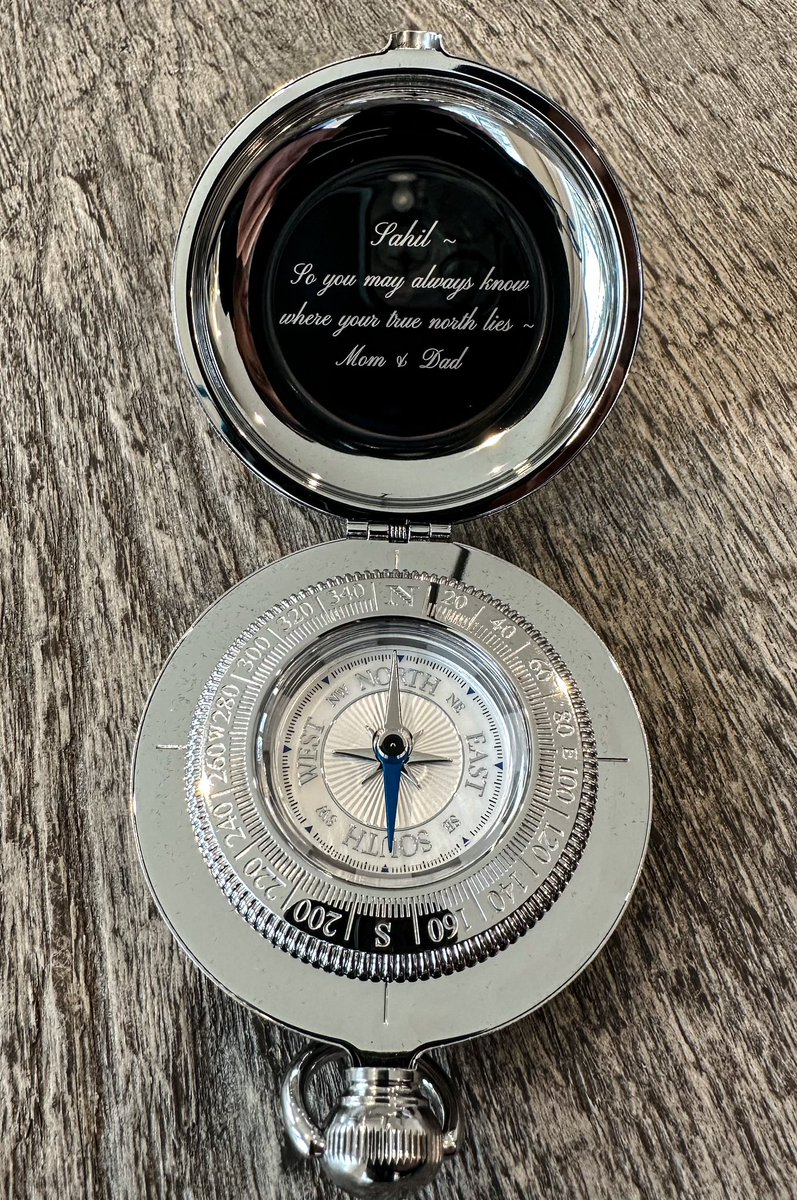 Sahil ~
So you may always know
where your true north lies ~
Mom & Dad
N 20 40 60 80 E 100 120 140 160 S 200 220 240 260 W 280 300 320 340
NORTH
NW NE
WEST EAST
SW SE
SOUTH